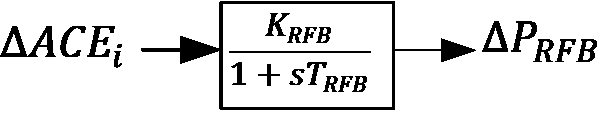 ΔACE_i K_RFB ΔP_RFB
1 + sT_RFB